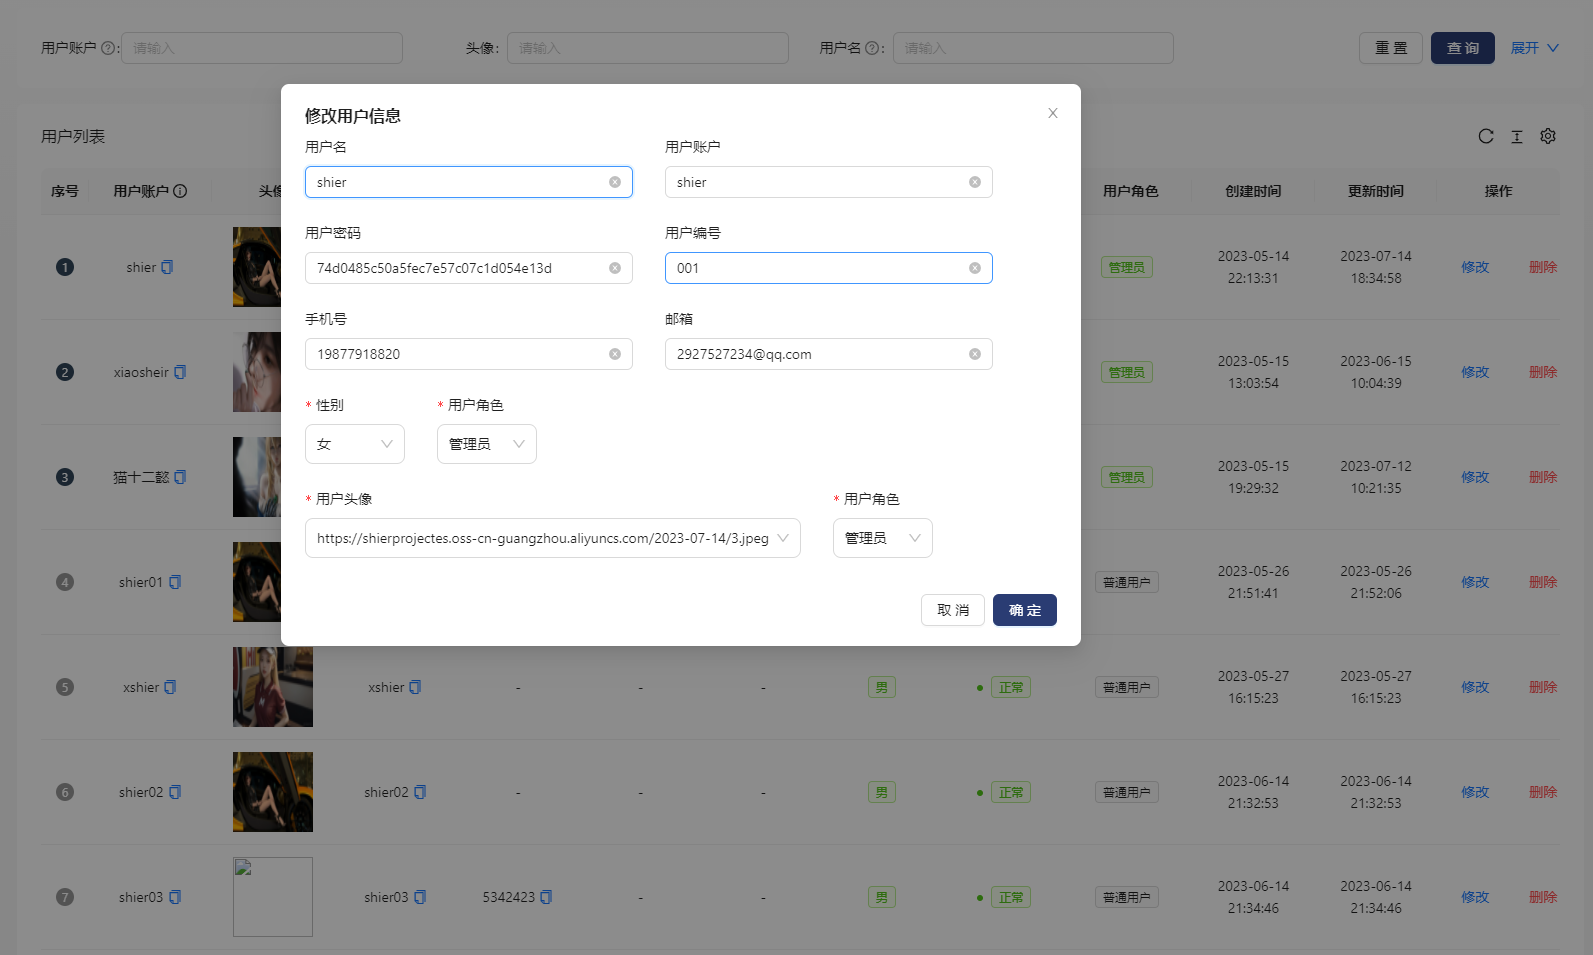 用户账户 : 请输入 头像: 请输入 用户名 : 请输入 重 置 查 询 展开
用户列表
序号 用户账户 头像 用户角色 创建时间 更新时间 操作
1 shier 管理员 2023-05-14 22:13:31 2023-07-14 18:34:58 修改 删除
2 xiaosheir 管理员 2023-05-15 13:03:54 2023-06-15 10:04:39 修改 删除
3 猫十二懿 管理员 2023-05-15 19:29:32 2023-07-12 10:21:35 修改 删除
4 shier01 普通用户 2023-05-26 21:51:41 2023-05-26 21:52:06 修改 删除
5 xshier xshier - - - 男 正常 普通用户 2023-05-27 16:15:23 2023-05-27 16:15:23 修改 删除
6 shier02 shier02 - - - 男 正常 普通用户 2023-06-14 21:32:53 2023-06-14 21:32:53 修改 删除
7 shier03 shier03 5342423 - - 男 正常 普通用户 2023-06-14 21:34:46 2023-06-14 21:34:46 修改 删除
修改用户信息
用户名 用户账户
shier shier
用户密码 用户编号
74d0485c50a5fec7e57c07c1d054e13d 001
手机号 邮箱
19877918820 2927527234@qq.com
* 性别 * 用户角色
女 管理员
* 用户头像 * 用户角色
https://shierprojectes.oss-cn-guangzhou.aliyuncs.com/2023-07-14/3.jpeg 管理员
取 消 确 定